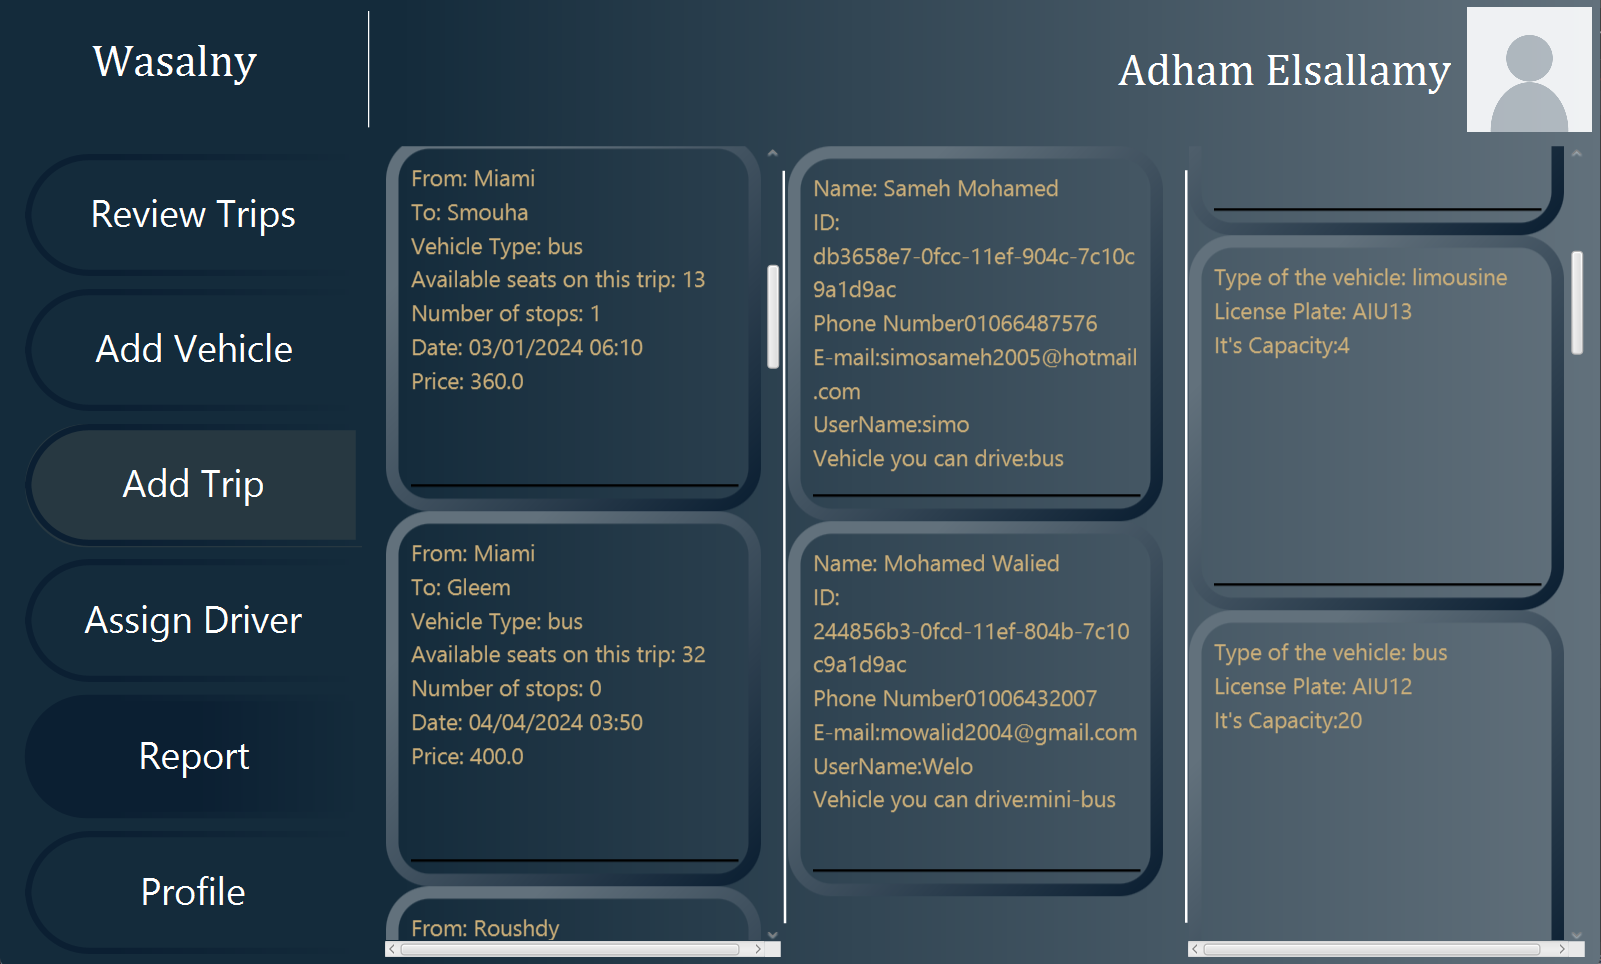 Wasalny
Adham Elsallamy
Review Trips
Add Vehicle
Add Trip
Assign Driver
Report
Profile
From: Miami
To: Smouha
Vehicle Type: bus
Available seats on this trip: 13
Number of stops: 1
Date: 03/01/2024 06:10
Price: 360.0
From: Miami
To: Gleem
Vehicle Type: bus
Available seats on this trip: 32
Number of stops: 0
Date: 04/04/2024 03:50
Price: 400.0
From: Roushdy
Name: Sameh Mohamed
ID:
db3658e7-0fcc-11ef-904c-7c10c
9a1d9ac
Phone Number01066487576
E-mail:simosameh2005@hotmail
.com
UserName:simo
Vehicle you can drive:bus
Name: Mohamed Walied
ID:
244856b3-0fcd-11ef-804b-7c10
c9a1d9ac
Phone Number01006432007
E-mail:mowalid2004@gmail.com
UserName:Welo
Vehicle you can drive:mini-bus
Type of the vehicle: limousine
License Plate: AIU13
It's Capacity:4
Type of the vehicle: bus
License Plate: AIU12
It's Capacity:20